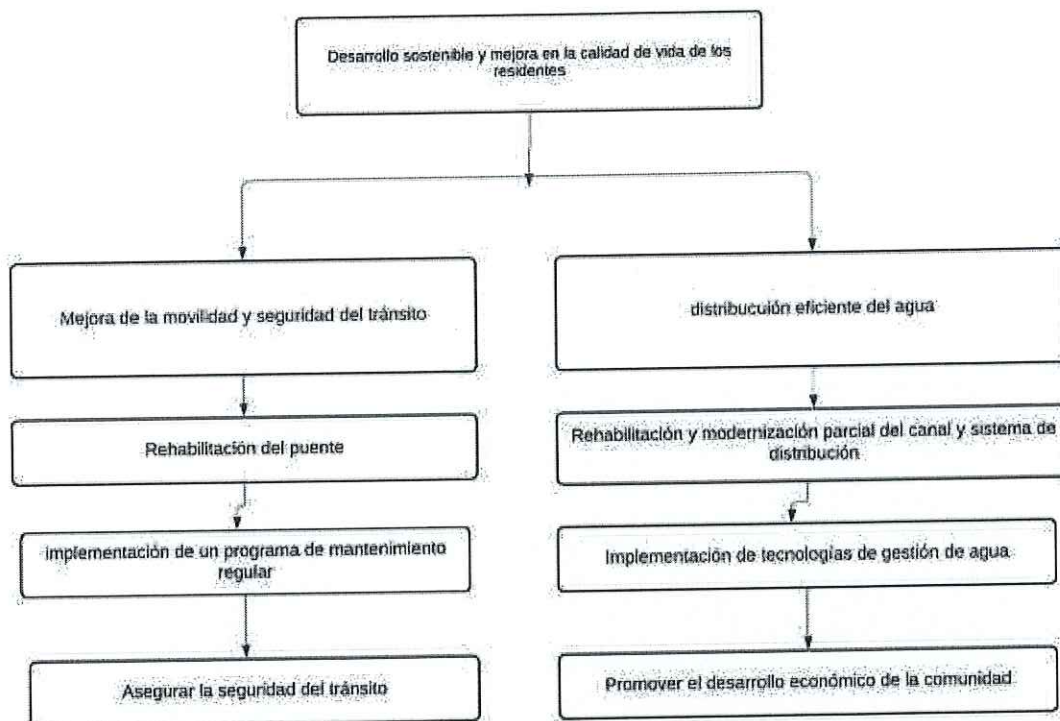 Desarrollo sostenible y mejora en la calidad de vida de los
residentes
Mejora de la movilidad y seguridad del tránsito
distribucuión eficiente del agua
Rehabilitación del puente
Rehabilitación y modernización parcial del canal y sistema de
distribución
implementación de un programa de mantenimiento
regular
Implementación de tecnologías de gestión de agua
Asegurar la seguridad del tránsito
Promover el desarrollo económico de la comunidad